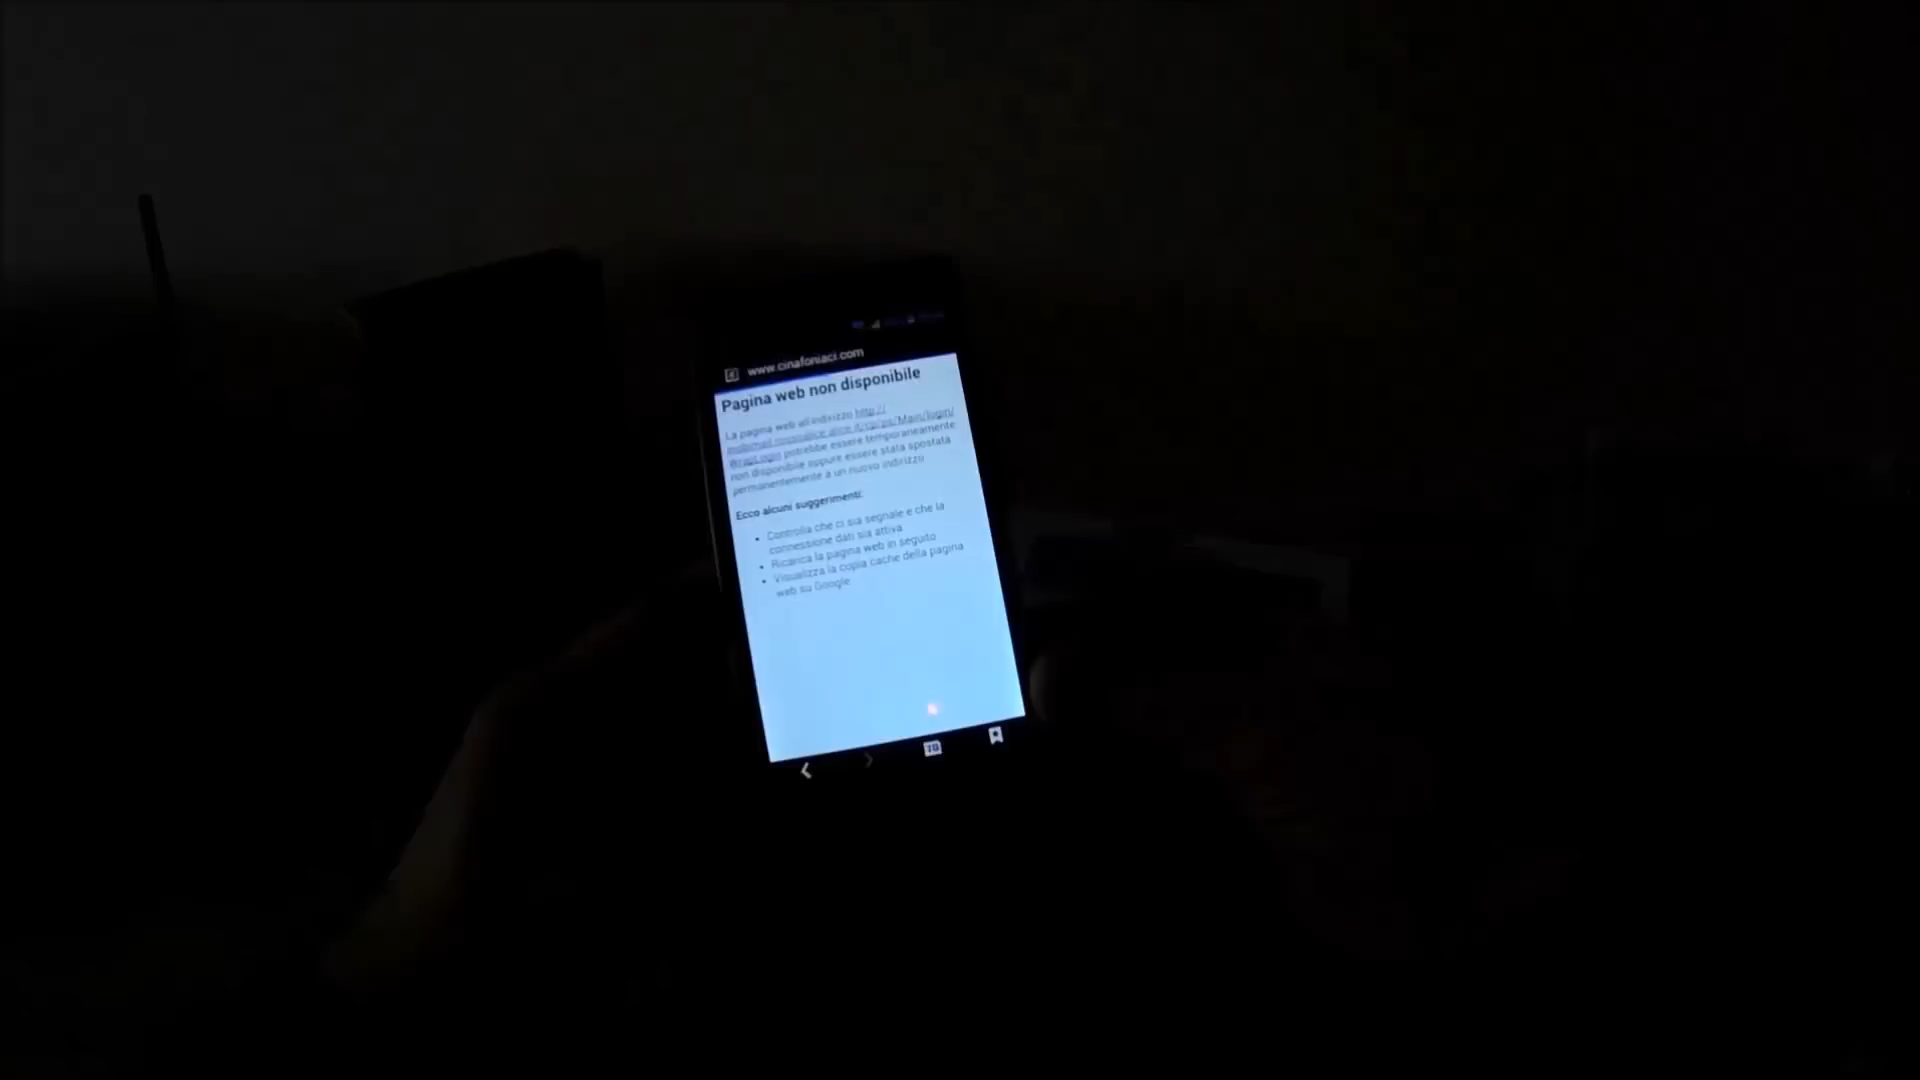 www.cinafoniaci.com
Pagina web non disponibile
La pagina web all'indirizzo http://
potrebbe essere temporaneamente
non disponibile oppure essere stata spostata
permanentemente a un nuovo indirizzo
Ecco alcuni suggerimenti:
• Controlla che ci sia segnale e che la
connessione dati sia attiva
• Ricarica la pagina web in seguito
• Visualizza la copia cache della pagina
web su Google